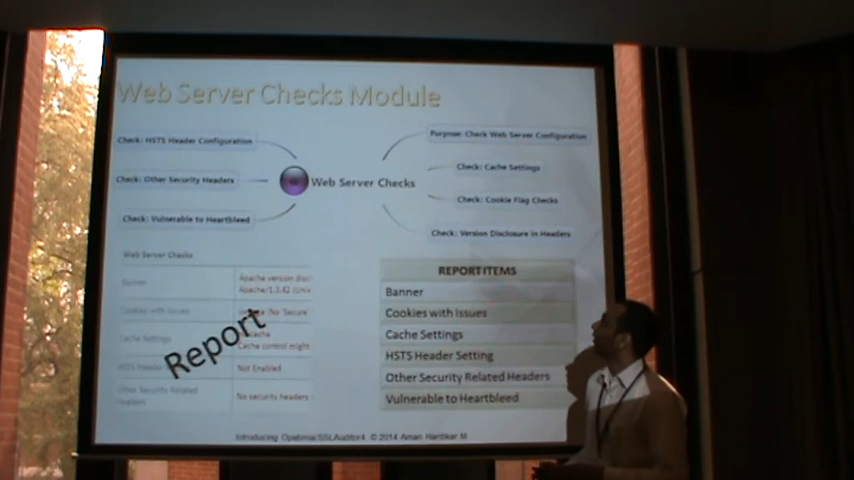 Web Server Checks Module
Check: HSTS Header Configuration
Check: Other Security Headers
Check: Vulnerable to Heartbleed
Web Server Checks
Purpose: Check Web Server Configuration
Check: Cache Settings
Check: Cookie Flag Checks
Check: Version Disclosure in Headers
Web Server Checks
Banner
Apache version disc
Apache/1.3.42 (Unix
Cookies with Issues
/No 'Secure'
Cache Settings
Cache control might
HSTS Header
Not Enabled
Other Security Related
Headers
No security headers
Report
REPORT ITEMS
Banner
Cookies with Issues
Cache Settings
HSTS Header Setting
Other Security Related Headers
Vulnerable to Heartbleed
Introducing © 2014 Aman Hardikar M